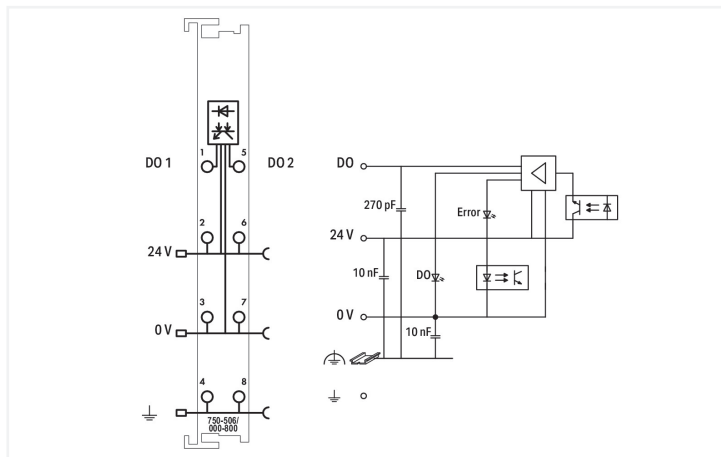 1
5
DO 1
DO 2
2
6
24 V
3
7
0 V
4
8
750-506/
000-800
DO
270 pF
Error
24 V
10 nF
DO
0 V
10 nF